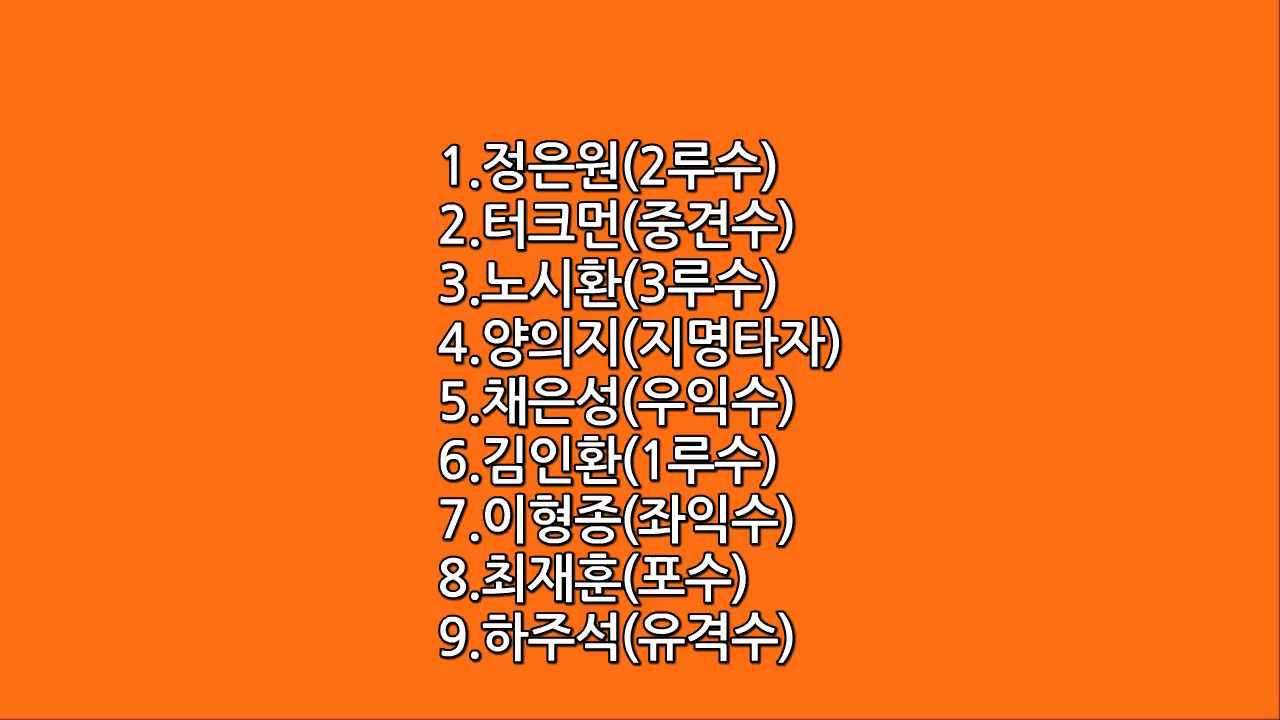 1.정은원(2루수)
2.터크먼(중견수)
3.노시환(3루수)
4.양의지(지명타자)
5.채은성(우익수)
6.김인환(1루수)
7.이형종(좌익수)
8.최재훈(포수)
9.하주석(유격수)